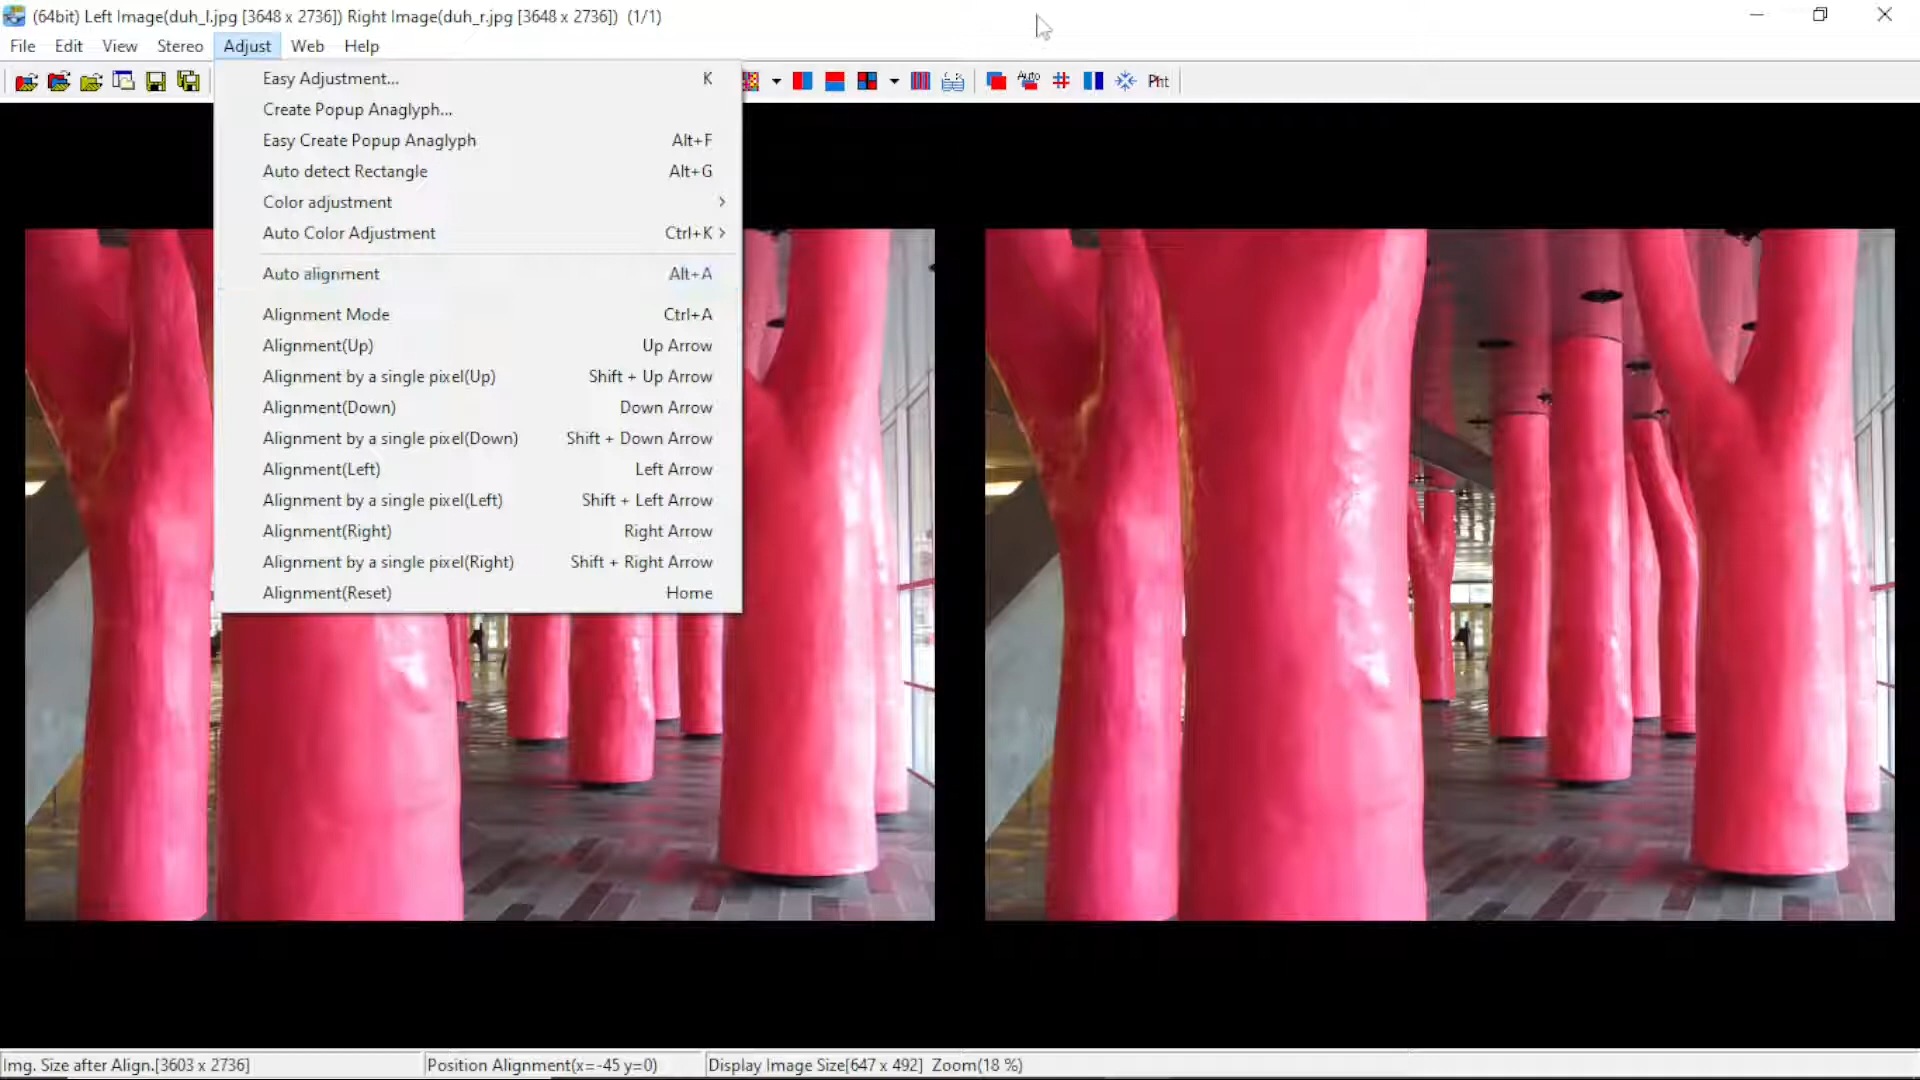 (64bit) Left Image(duh_l.jpg [3648 x 2736]) Right Image(duh_r.jpg [3648 x 2736])  (1/1)
File Edit View Stereo Adjust Web Help
Auto Pht
Easy Adjustment... K
Create Popup Anaglyph...
Easy Create Popup Anaglyph Alt+F
Auto detect Rectangle Alt+G
Color adjustment >
Auto Color Adjustment Ctrl+K >
Auto alignment Alt+A
Alignment Mode Ctrl+A
Alignment(Up) Up Arrow
Alignment by a single pixel(Up) Shift + Up Arrow
Alignment(Down) Down Arrow
Alignment by a single pixel(Down) Shift + Down Arrow
Alignment(Left) Left Arrow
Alignment by a single pixel(Left) Shift + Left Arrow
Alignment(Right) Right Arrow
Alignment by a single pixel(Right) Shift + Right Arrow
Alignment(Reset) Home
Img. Size after Align.[3603 x 2736] Position Alignment(x=-45 y=0) Display Image Size[647 x 492]  Zoom(18 %)